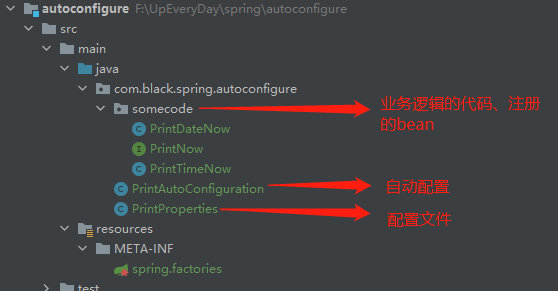 autoconfigure F:\UpEveryDay\spring\autoconfigure
src
main
java
com.black.spring.autoconfigure
somecode
业务逻辑的代码、注册
的bean
PrintDateNow
PrintNow
PrintTimeNow
PrintAutoConfiguration
自动配置
PrintProperties
配置文件
resources
META-INF
spring.factories
test